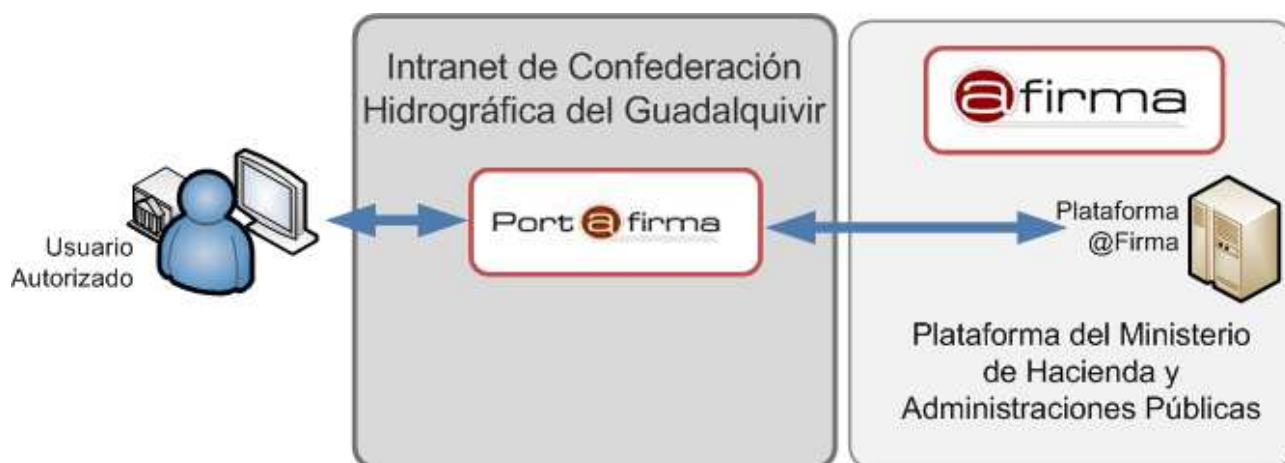 Intranet de Confederación
Hidrográfica del Guadalquivir
@firma
Port@firma
Usuario
Autorizado
Plataforma
@Firma
Plataforma del Ministerio
de Hacienda y
Administraciones Públicas